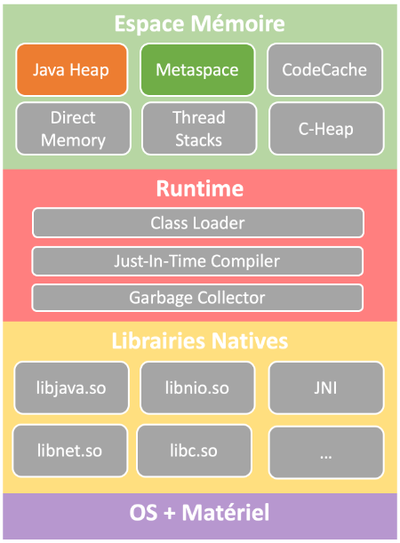 Espace Mémoire
Java Heap
Metaspace
CodeCache
Direct
Memory
Thread
Stacks
C-Heap
Runtime
Class Loader
Just-In-Time Compiler
Garbage Collector
Librairies Natives
libjava.so
libnio.so
JNI
libnet.so
libc.so
...
OS + Matériel